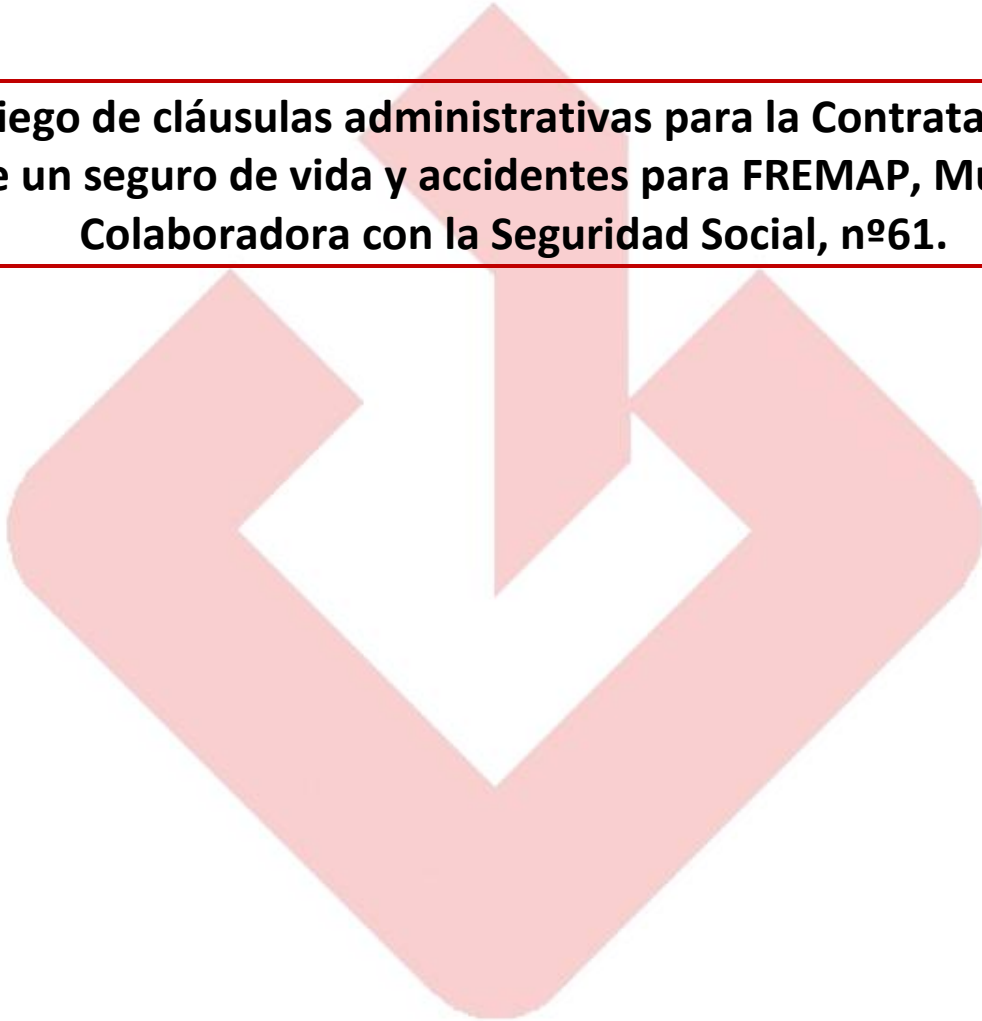 iego de cláusulas administrativas para la Contrata
e un seguro de vida y accidentes para FREMAP, Mu
Colaboradora con la Seguridad Social, nº61.